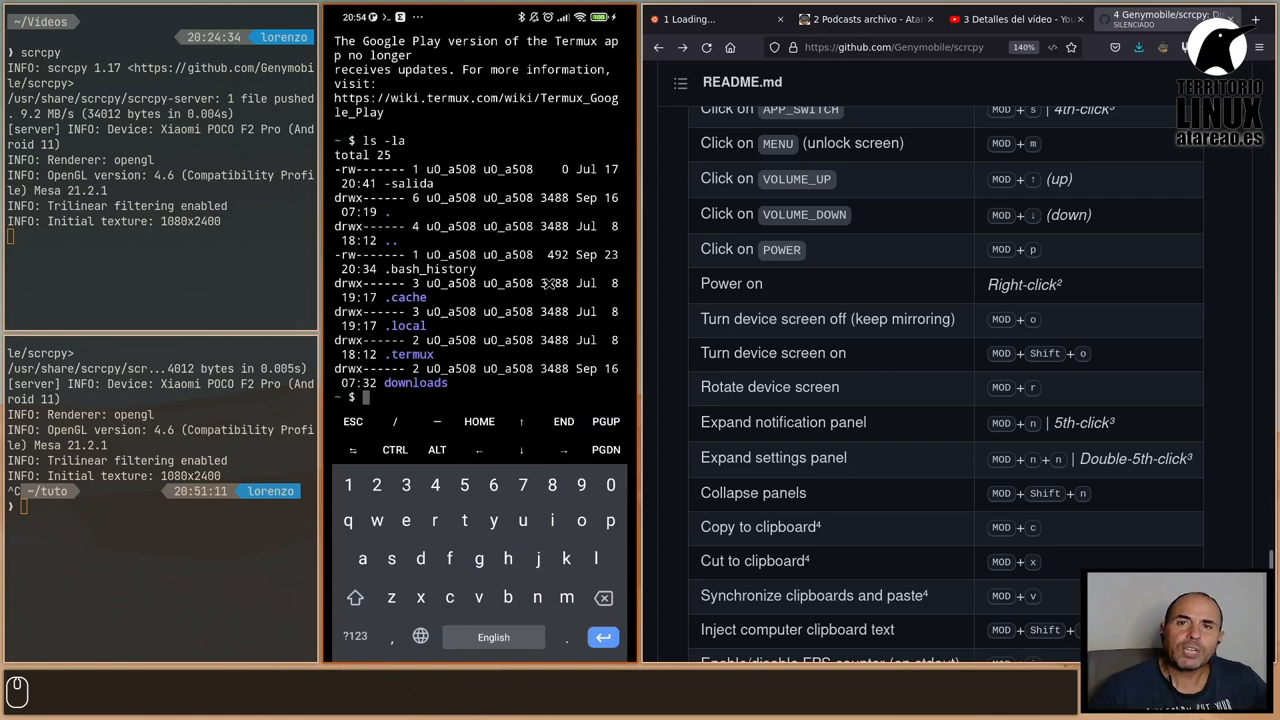 ~/Vídeos
20:24:34 lorenzo
❯ scrcpy
INFO: scrcpy 1.17 <https://github.com/Genymobi
le/scrcpy>
/usr/share/scrcpy/scrcpy-server: 1 file pushed
. 9.2 MB/s (34012 bytes in 0.004s)
[server] INFO: Device: Xiaomi POCO F2 Pro (And
roid 11)
INFO: Renderer: opengl
INFO: OpenGL version: 4.6 (Compatibility Profi
le) Mesa 21.2.1
INFO: Trilinear filtering enabled
INFO: Initial texture: 1080x2400
le/scrcpy>
/usr/share/scrcpy/scr...4012 bytes in 0.005s)
[server] INFO: Device: Xiaomi POCO F2 Pro (And
roid 11)
INFO: Renderer: opengl
INFO: OpenGL version: 4.6 (Compatibility Profi
le) Mesa 21.2.1
INFO: Trilinear filtering enabled
INFO: Initial texture: 1080x2400
^C ~/tuto 20:51:11 lorenzo
❯
20:54
The Google Play version of the Termux ap
p no longer
receives updates. For more information,
visit:
https://wiki.termux.com/wiki/Termux_Goog
le_Play
~ $ ls -la
total 25
-rw------- 1 u0_a508 u0_a508 0 Jul 17
20:41 -salida
drwx------ 6 u0_a508 u0_a508 3488 Sep 16
07:19 .
drwx------ 4 u0_a508 u0_a508 3488 Jul 8
18:12 ..
-rw------- 1 u0_a508 u0_a508 492 Sep 23
20:34 .bash_history
drwx------ 3 u0_a508 u0_a508 3488 Jul 8
19:17 .cache
drwx------ 3 u0_a508 u0_a508 3488 Jul 8
19:17 .local
drwx------ 2 u0_a508 u0_a508 3488 Jul 8
18:12 .termux
drwx------ 2 u0_a508 u0_a508 3488 Sep 16
07:32 downloads
~ $
ESC / — HOME ↑ END PGUP
CTRL ALT ← ↓ → PGDN
1 2 3 4 5 6 7 8 9 0
q w e r t y u i o p
a s d f g h j k l
z x c v b n m
?123 , English .
1 Loading...
2 Podcasts archivo - Atar
3 Detalles del vídeo - You
4 Genymobile/scrcpy: Di
SILENCIADO
https://github.com/Genymobile/scrcpy 140%
TERRITORIO
LINUX
atareao.es
README.md
Click on APP_SWITCH MOD+s | 4th-click³
Click on MENU (unlock screen) MOD+m
Click on VOLUME_UP MOD+↑ (up)
Click on VOLUME_DOWN MOD+↓ (down)
Click on POWER MOD+p
Power on Right-click²
Turn device screen off (keep mirroring) MOD+o
Turn device screen on MOD+Shift+o
Rotate device screen MOD+r
Expand notification panel MOD+n | 5th-click³
Expand settings panel MOD+n+n | Double-5th-click³
Collapse panels MOD+Shift+n
Copy to clipboard⁴ MOD+c
Cut to clipboard⁴ MOD+x
Synchronize clipboards and paste⁴ MOD+v
Inject computer clipboard text MOD+Shift+
Enable/disable FPS counter (on stdout)